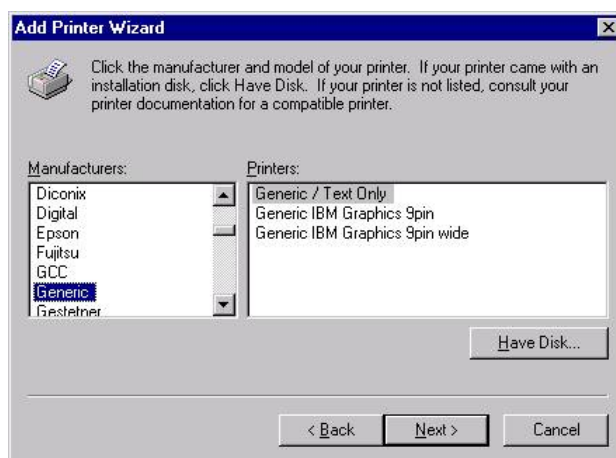 Add Printer Wizard
Click the manufacturer and model of your printer. If your printer came with an
installation disk, click Have Disk. If your printer is not listed, consult your
printer documentation for a compatible printer.
Manufacturers:
Diconix
Digital
Epson
Fujitsu
GCC
Generic
Gestetner
Printers:
Generic / Text Only
Generic IBM Graphics 9pin
Generic IBM Graphics 9pin wide
Have Disk...
< Back
Next >
Cancel